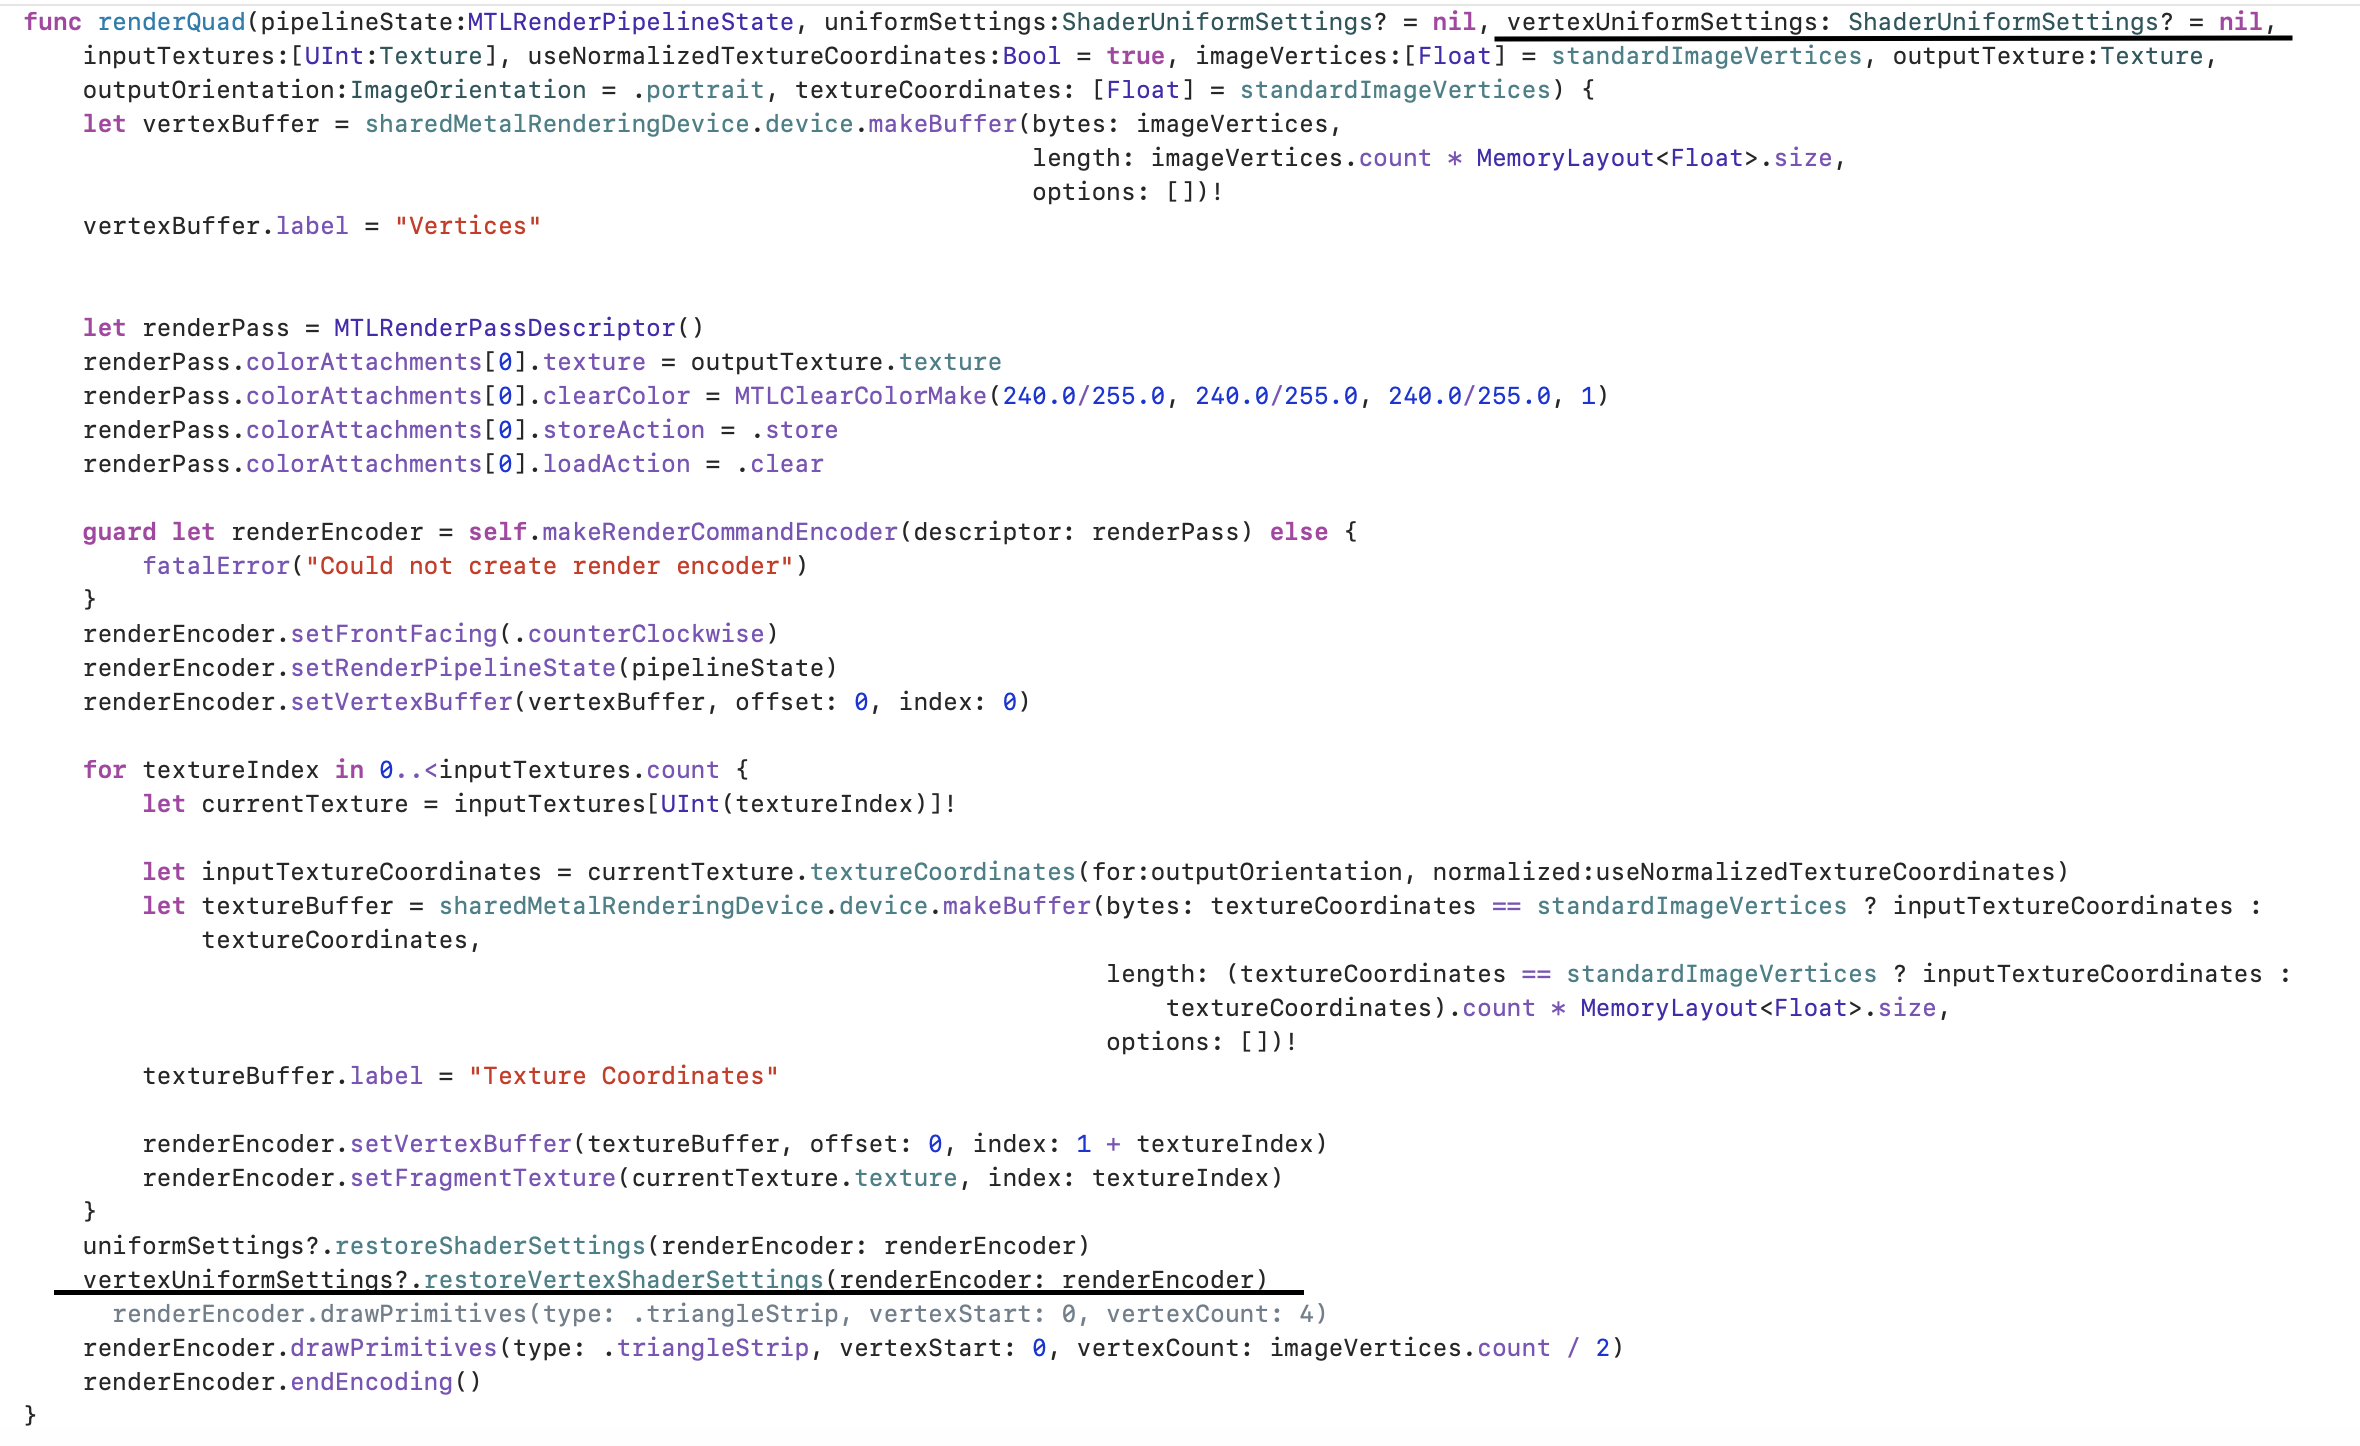 func renderQuad(pipelineState:MTLRenderPipelineState, uniformSettings:ShaderUniformSettings? = nil, vertexUniformSettings: ShaderUniformSettings? = nil,
    inputTextures:[UInt:Texture], useNormalizedTextureCoordinates:Bool = true, imageVertices:[Float] = standardImageVertices, outputTexture:Texture,
    outputOrientation:ImageOrientation = .portrait, textureCoordinates: [Float] = standardImageVertices) {
    let vertexBuffer = sharedMetalRenderingDevice.device.makeBuffer(bytes: imageVertices,
                                                                    length: imageVertices.count * MemoryLayout<Float>.size,
                                                                    options: [])!
    vertexBuffer.label = "Vertices"
    let renderPass = MTLRenderPassDescriptor()
    renderPass.colorAttachments[0].texture = outputTexture.texture
    renderPass.colorAttachments[0].clearColor = MTLClearColorMake(240.0/255.0, 240.0/255.0, 240.0/255.0, 1)
    renderPass.colorAttachments[0].storeAction = .store
    renderPass.colorAttachments[0].loadAction = .clear
    guard let renderEncoder = self.makeRenderCommandEncoder(descriptor: renderPass) else {
        fatalError("Could not create render encoder")
    }
    renderEncoder.setFrontFacing(.counterClockwise)
    renderEncoder.setRenderPipelineState(pipelineState)
    renderEncoder.setVertexBuffer(vertexBuffer, offset: 0, index: 0)
    for textureIndex in 0..<inputTextures.count {
        let currentTexture = inputTextures[UInt(textureIndex)]!
        let inputTextureCoordinates = currentTexture.textureCoordinates(for:outputOrientation, normalized:useNormalizedTextureCoordinates)
        let textureBuffer = sharedMetalRenderingDevice.device.makeBuffer(bytes: textureCoordinates == standardImageVertices ? inputTextureCoordinates :
            textureCoordinates,
                                                                         length: (textureCoordinates == standardImageVertices ? inputTextureCoordinates :
                                                                             textureCoordinates).count * MemoryLayout<Float>.size,
                                                                         options: [])!
        textureBuffer.label = "Texture Coordinates"
        renderEncoder.setVertexBuffer(textureBuffer, offset: 0, index: 1 + textureIndex)
        renderEncoder.setFragmentTexture(currentTexture.texture, index: textureIndex)
    }
    uniformSettings?.restoreShaderSettings(renderEncoder: renderEncoder)
    vertexUniformSettings?.restoreVertexShaderSettings(renderEncoder: renderEncoder)
      renderEncoder.drawPrimitives(type: .triangleStrip, vertexStart: 0, vertexCount: 4)
    renderEncoder.drawPrimitives(type: .triangleStrip, vertexStart: 0, vertexCount: imageVertices.count / 2)
    renderEncoder.endEncoding()
}